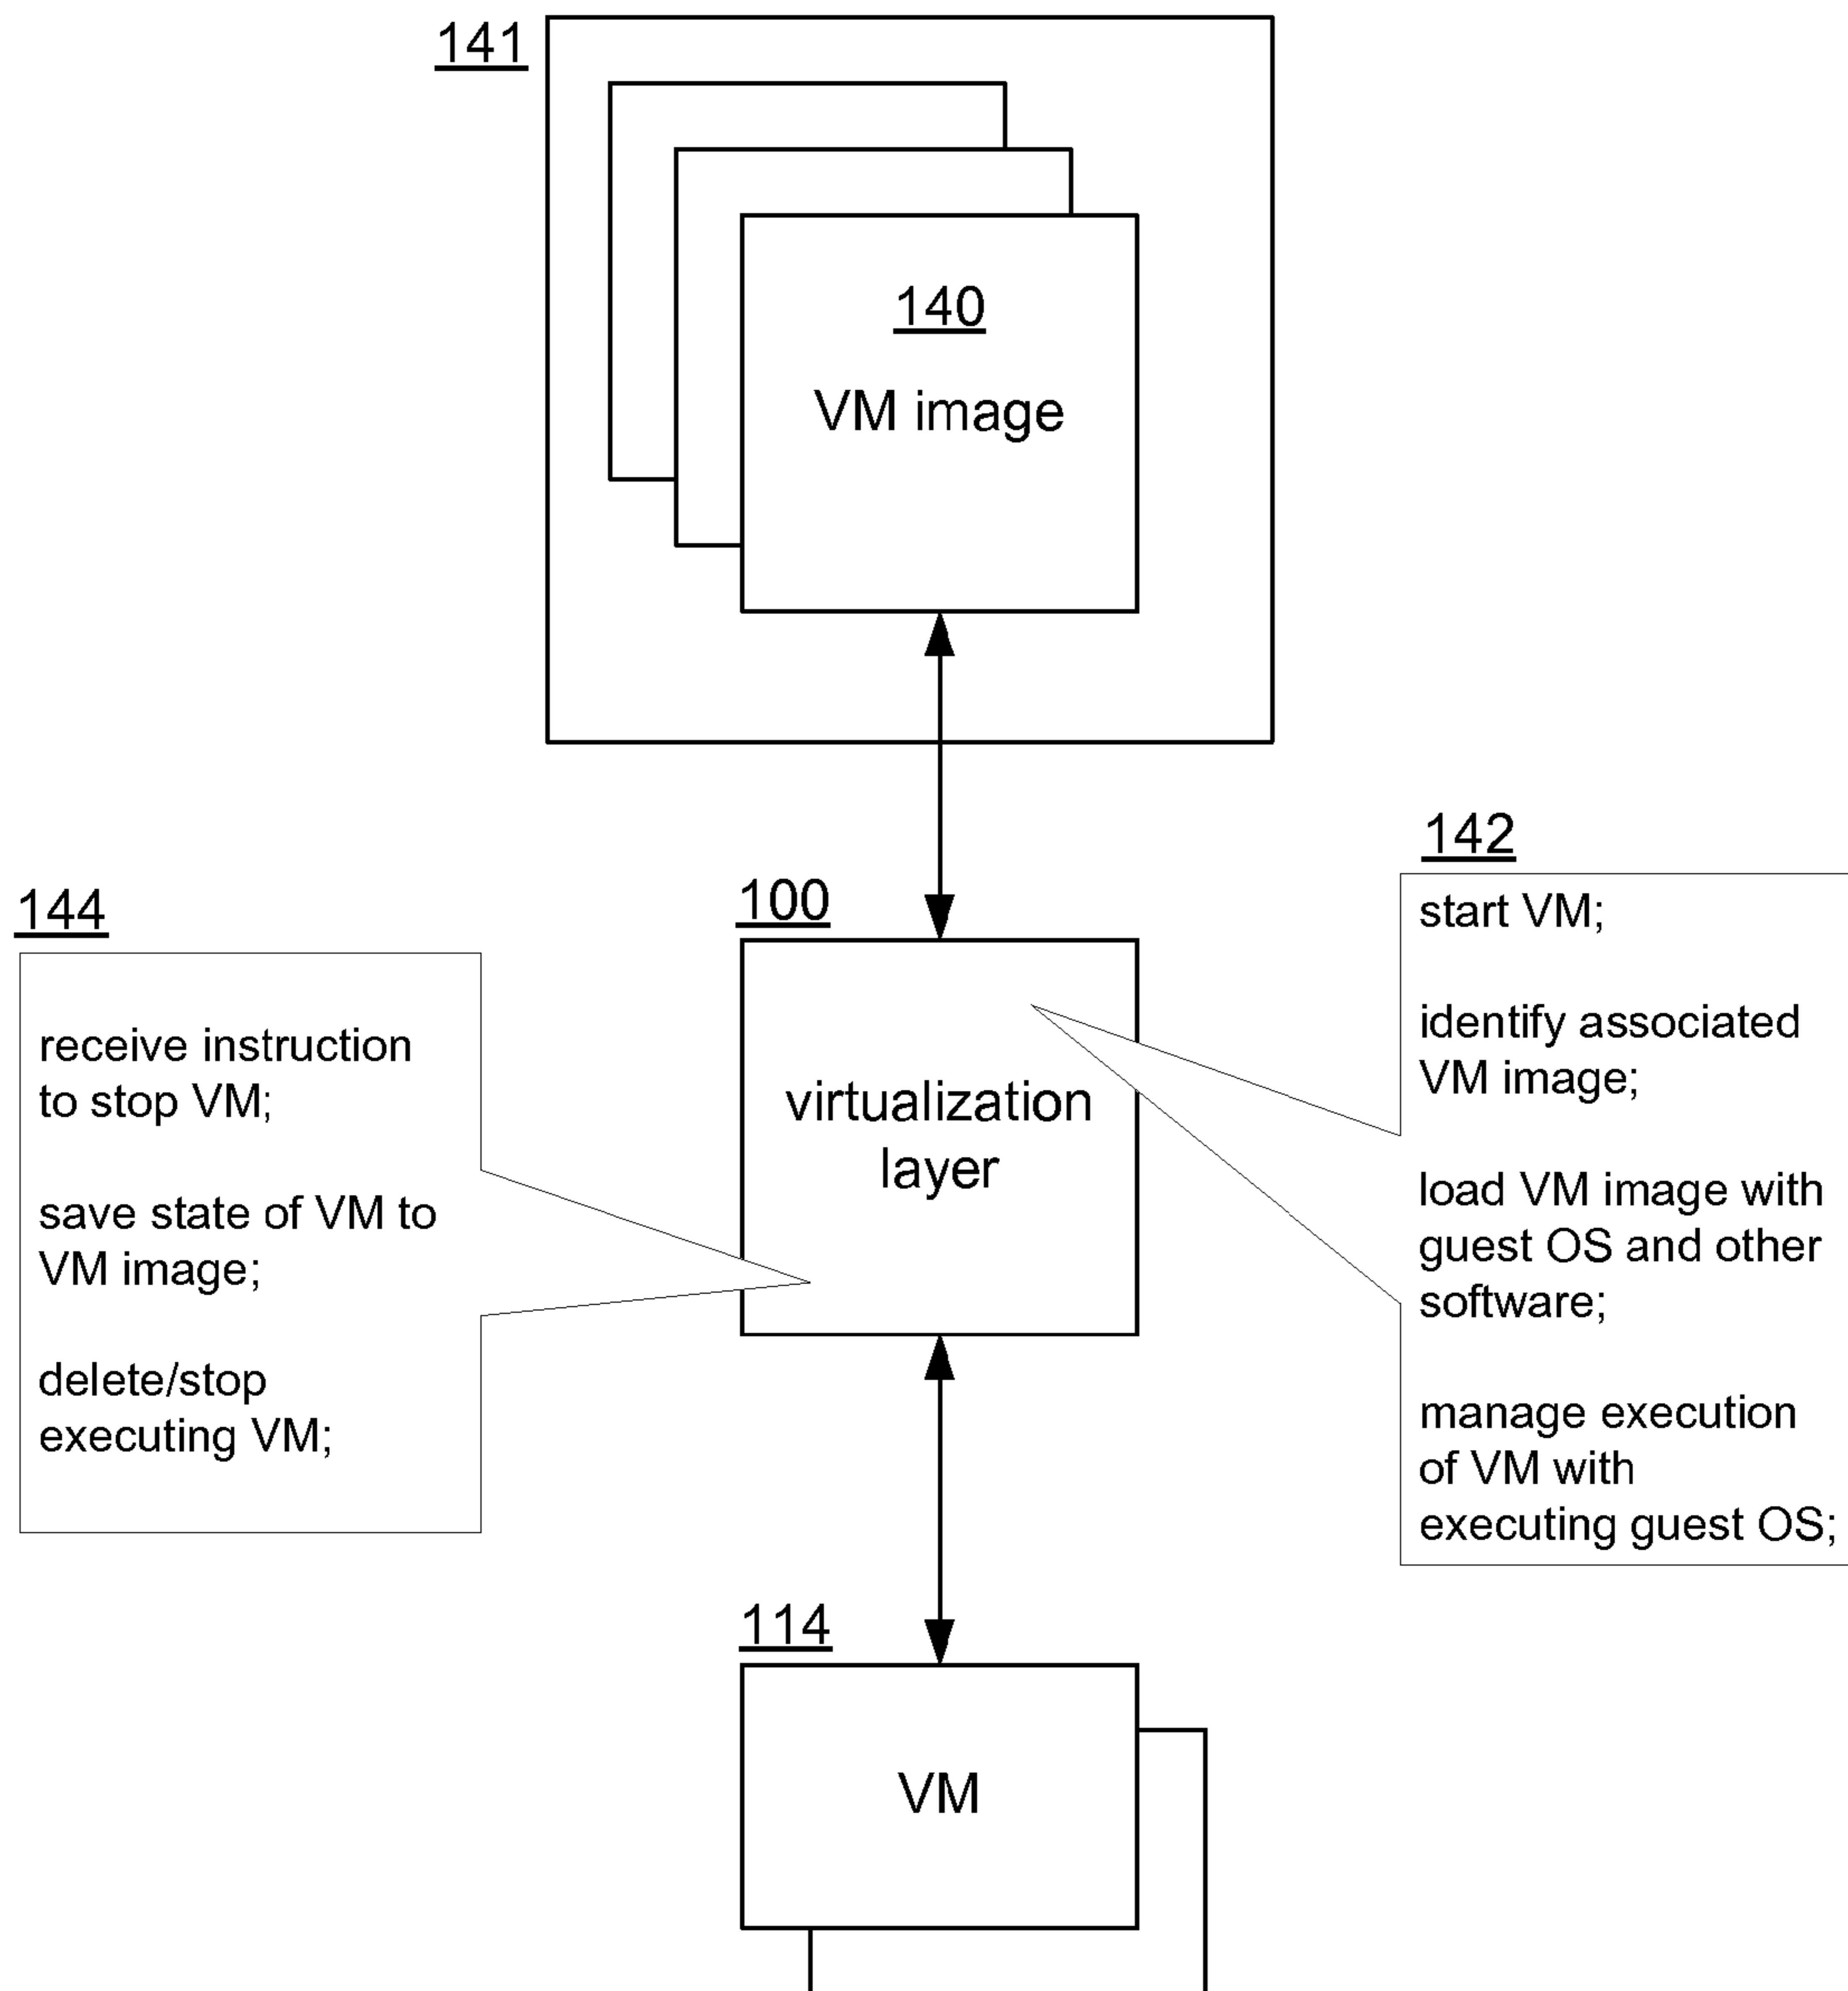 141
140
VM image
142
start VM;
identify associated
VM image;
load VM image with
guest OS and other
software;
manage execution
of VM with
executing guest OS;
144
receive instruction
to stop VM;
save state of VM to
VM image;
delete/stop
executing VM;
100
virtualization
layer
114
VM